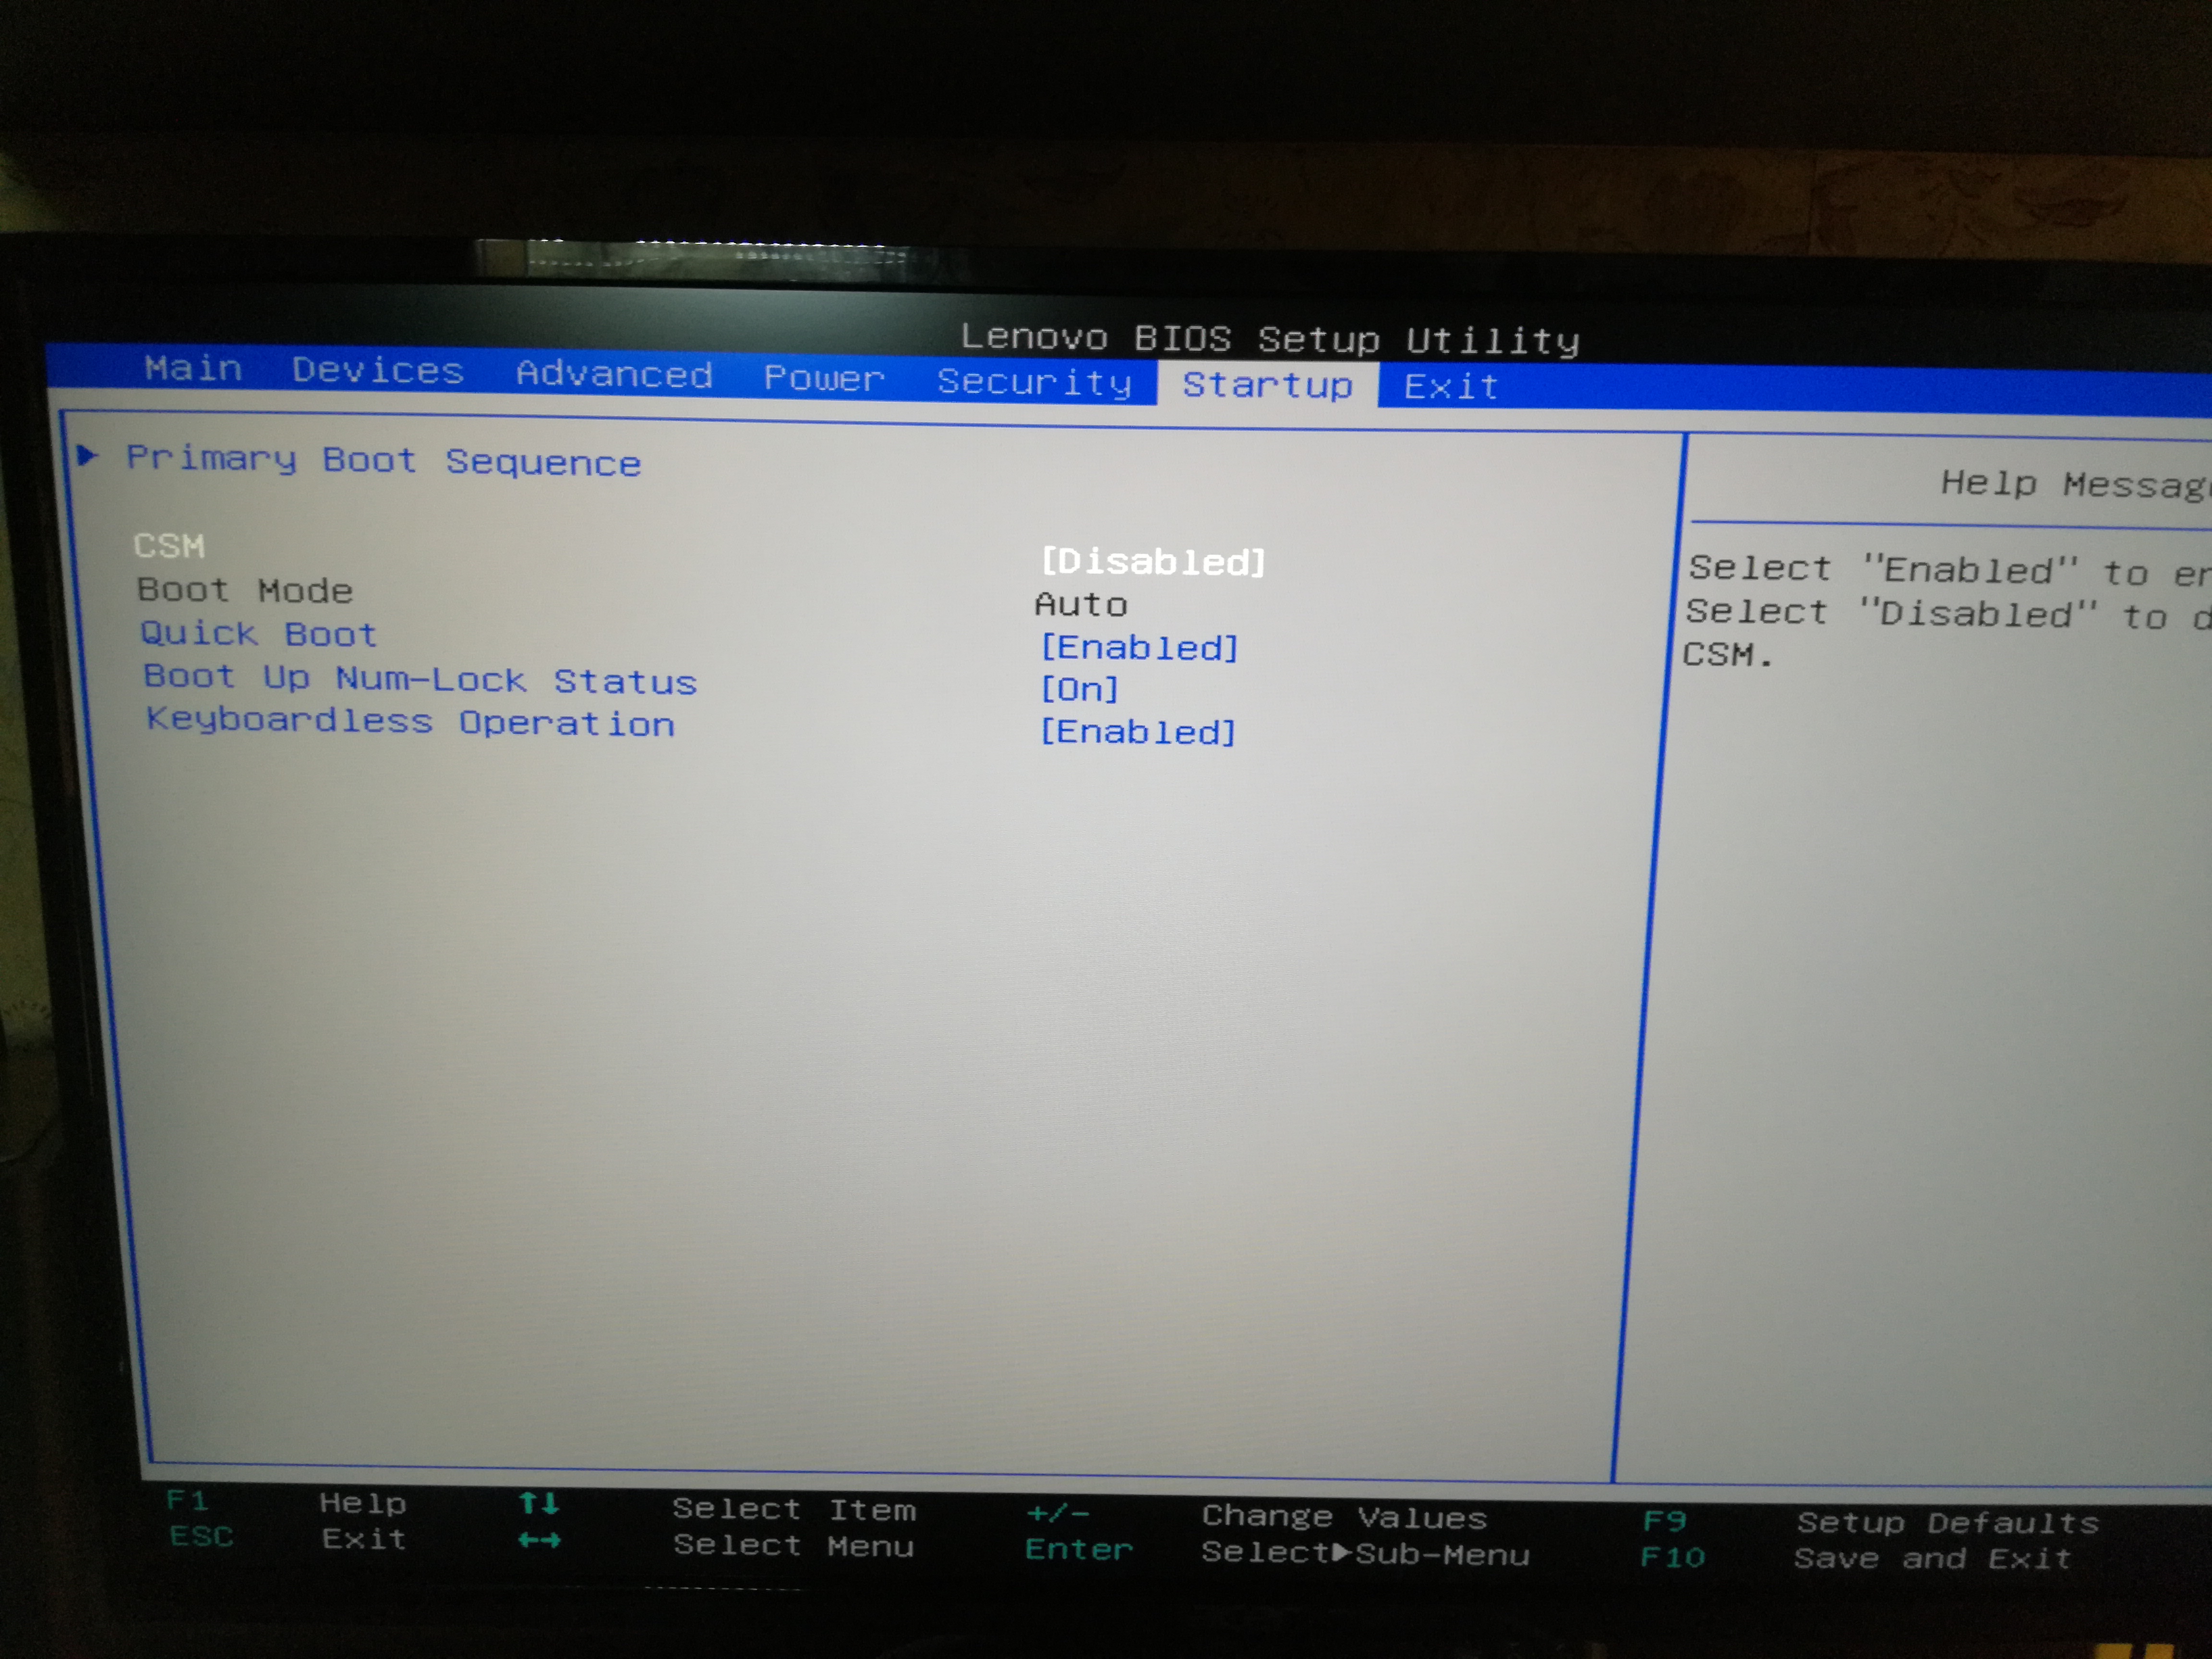 Lenovo BIOS Setup Utility
Main Devices Advanced Power Security Startup Exit
▶ Primary Boot Sequence
CSM [Disabled]
Boot Mode Auto
Quick Boot [Enabled]
Boot Up Num-Lock Status [On]
Keyboardless Operation [Enabled]
Help
Select "Enabled" to
Select "Disabled" to
CSM.
F1 Help ↑↓ Select Item +/- Change Values F9 Setup Defaults
ESC Exit ←→ Select Menu Enter Select▶Sub-Menu F10 Save and Exit